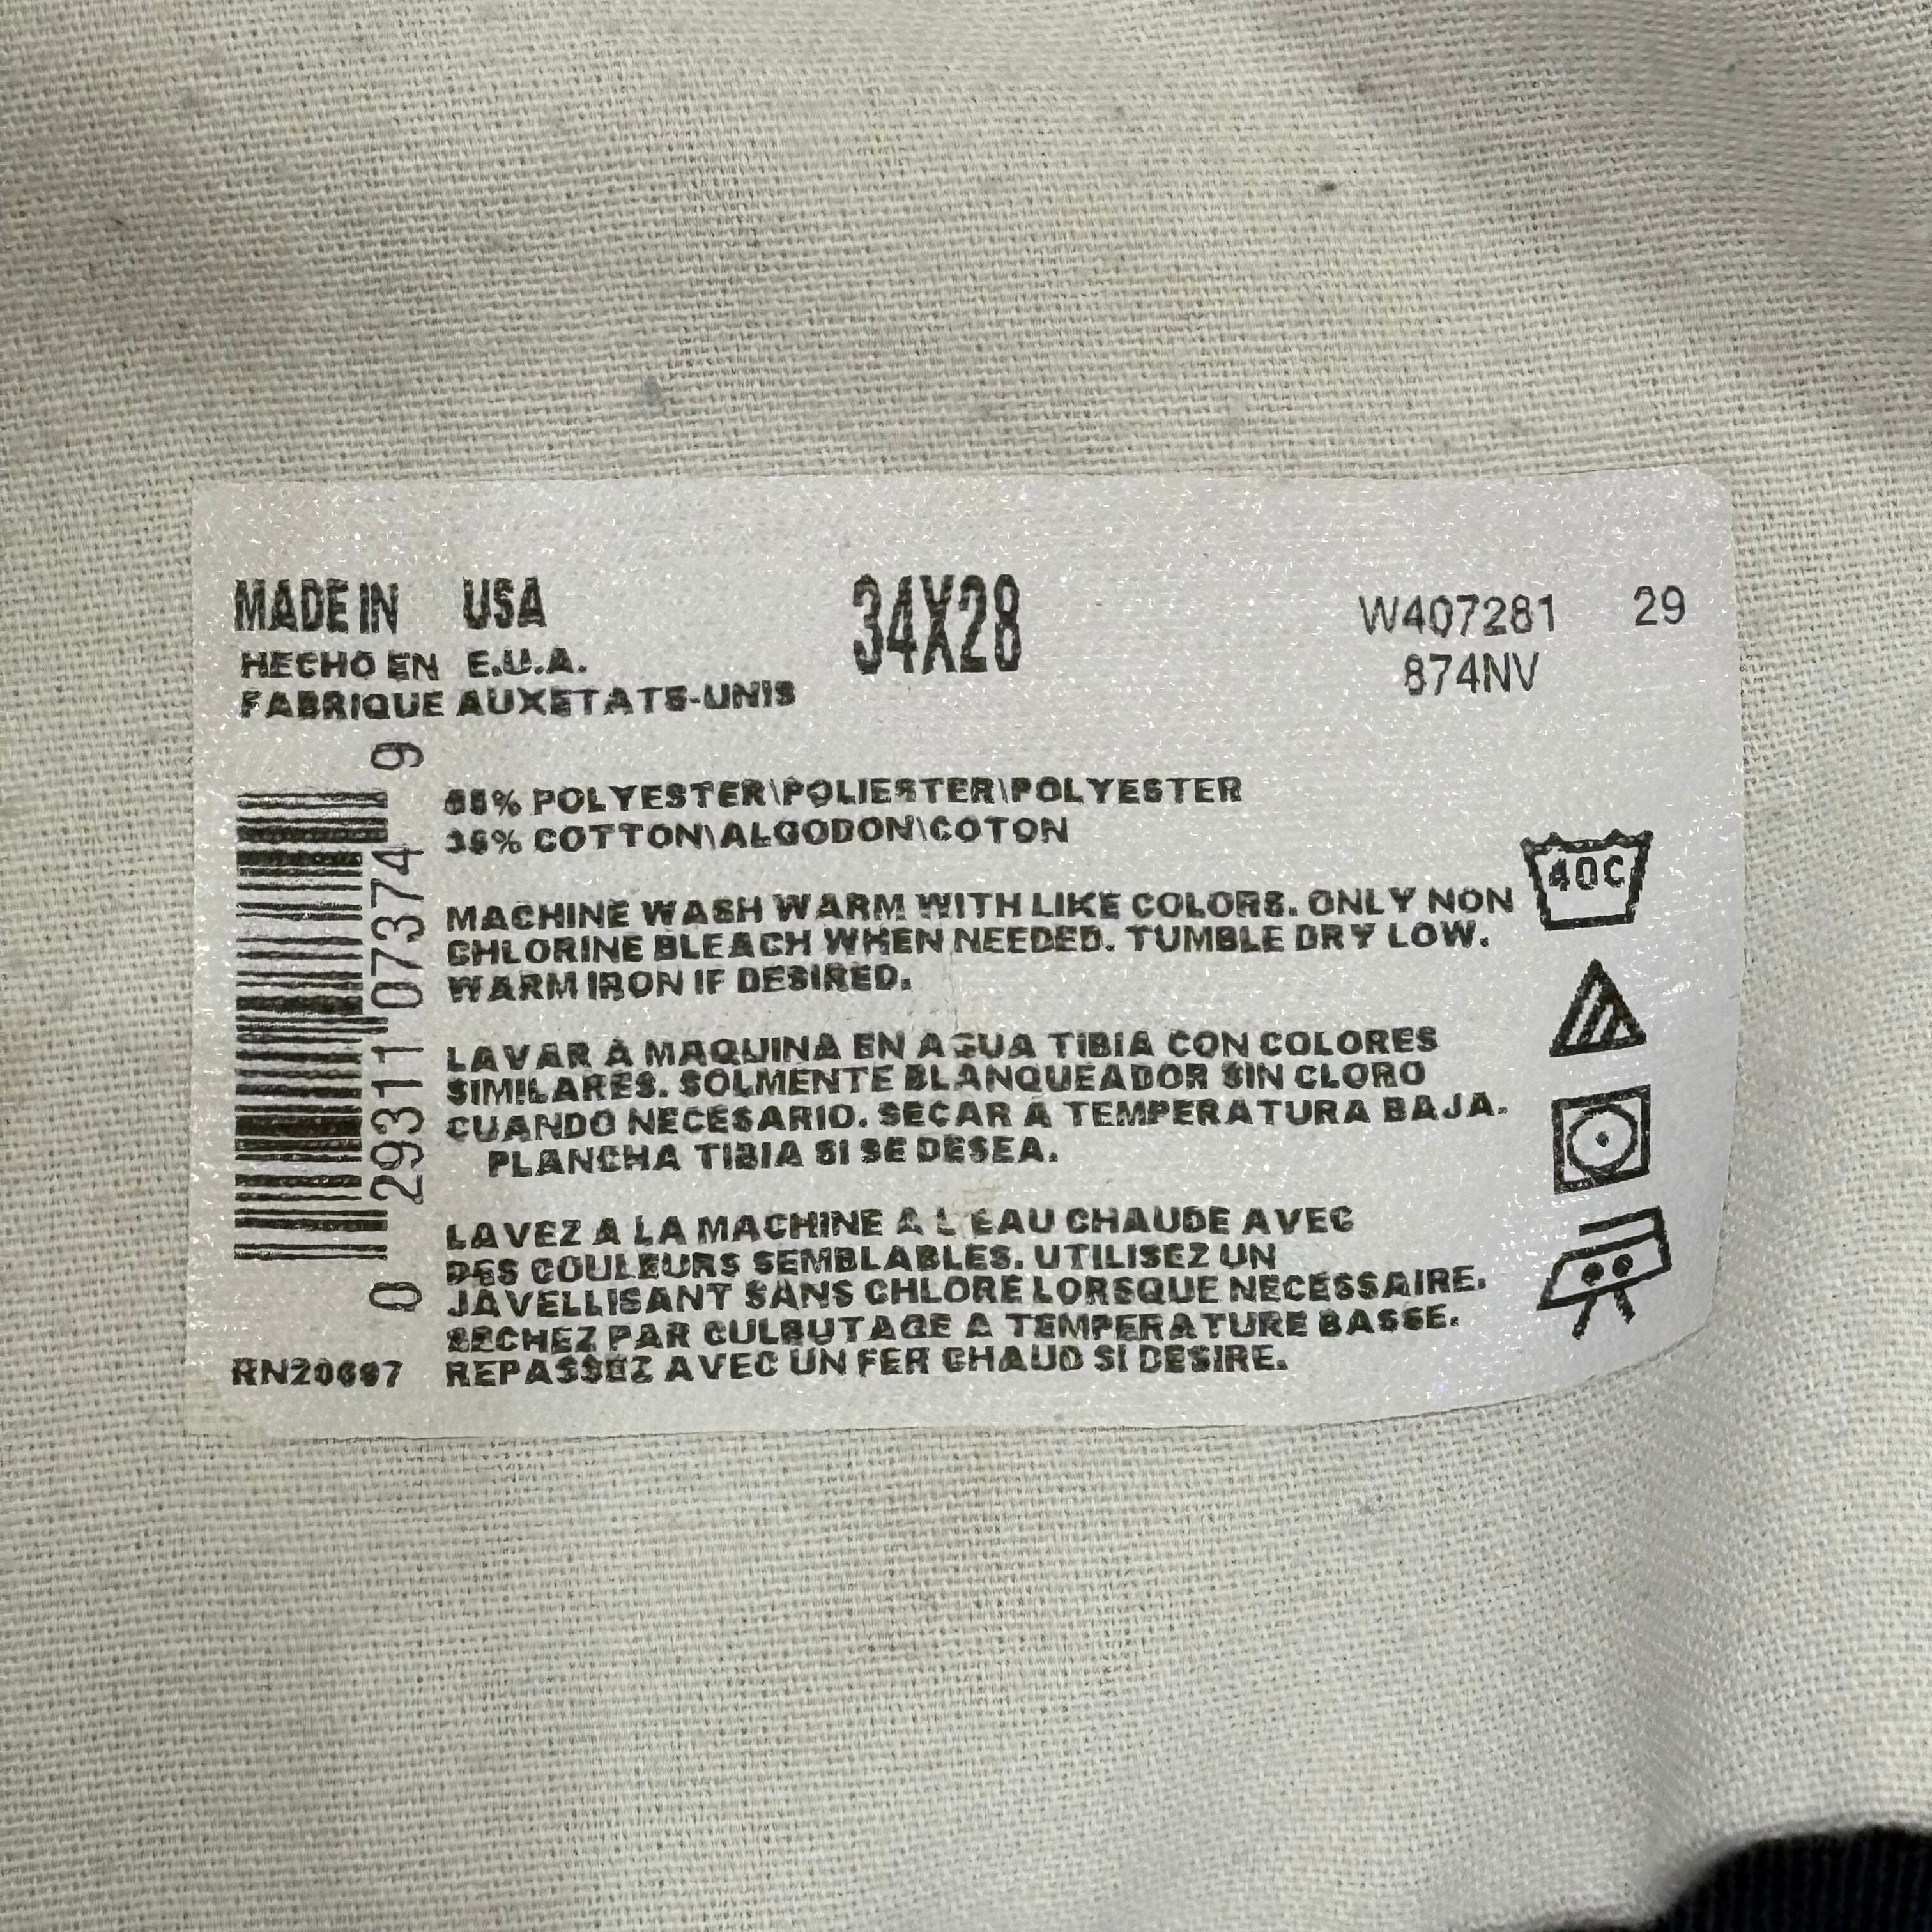 MADE IN USA
34X28
W407281 29
HECHO EN E.U.A.
874NV
FABRIQUE AUXETATS-UNIS
0 29311 07374 9
65% POLYESTER\POLIESTER\POLYESTER
35% COTTON\ALGODON\COTON
MACHINE WASH WARM WITH LIKE COLORS. ONLY NON
CHLORINE BLEACH WHEN NEEDED. TUMBLE DRY LOW.
WARM IRON IF DESIRED.
40C
LAVAR A MAQUINA EN AGUA TIBIA CON COLORES
SIMILARES. SOLMENTE BLANQUEADOR SIN CLORO
CUANDO NECESARIO. SECAR A TEMPERATURA BAJA.
PLANCHA TIBIA SI SE DESEA.
LAVEZ A LA MACHINE A L'EAU CHAUDE AVEC
DES COULEURS SEMBLABLES. UTILISEZ UN
JAVELLISANT SANS CHLORE LORSQUE NECESSAIRE.
SECHEZ PAR CULBUTAGE A TEMPERATURE BASSE.
REPASSEZ AVEC UN FER CHAUD SI DESIRE.
RN20697